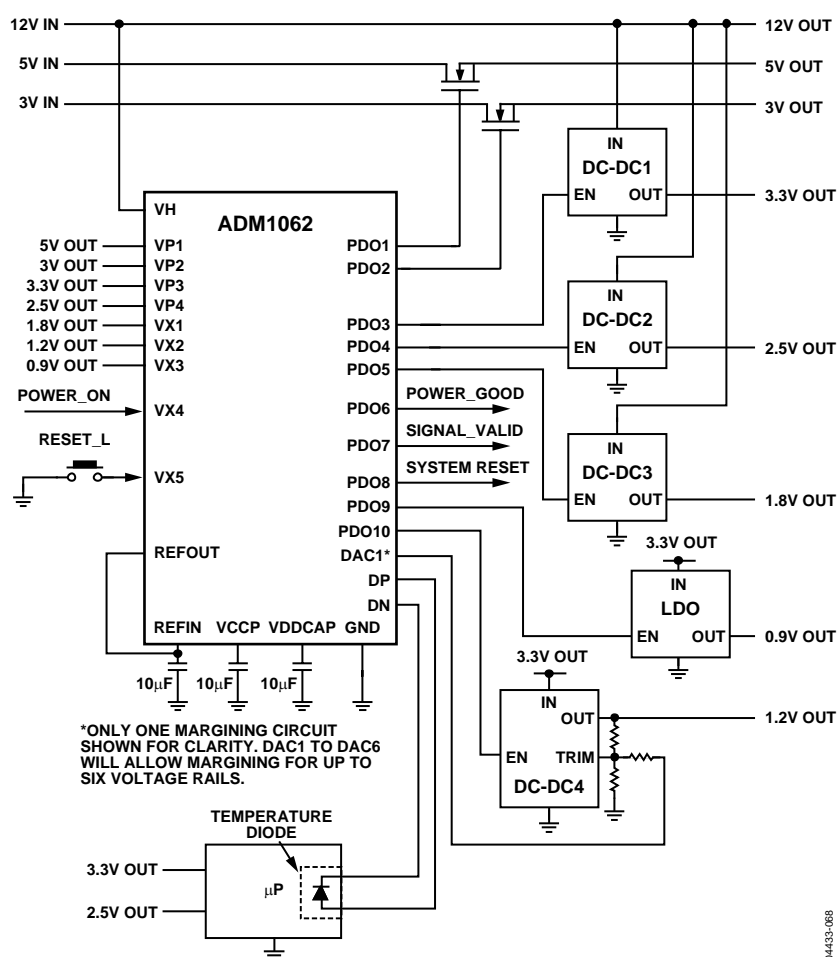 12V IN
12V OUT
5V IN
5V OUT
3V IN
3V OUT
IN
DC-DC1
EN
OUT
3.3V OUT
VH
ADM1062
5V OUT
VP1
PDO1
3V OUT
VP2
PDO2
3.3V OUT
VP3
2.5V OUT
VP4
1.8V OUT
VX1
PDO3
1.2V OUT
VX2
PDO4
0.9V OUT
VX3
PDO5
IN
DC-DC2
EN
OUT
2.5V OUT
POWER_ON
VX4
PDO6
POWER_GOOD
RESET_L
PDO7
SIGNAL_VALID
VX5
PDO8
SYSTEM RESET
PDO9
PDO10
IN
DC-DC3
EN
OUT
1.8V OUT
REFOUT
DAC1*
DP
DN
REFIN
VCCP
VDDCAP
GND
10μF
10μF
10μF
3.3V OUT
IN
LDO
EN
OUT
0.9V OUT
3.3V OUT
IN
OUT
1.2V OUT
EN
TRIM
DC-DC4
*ONLY ONE MARGINING CIRCUIT
SHOWN FOR CLARITY. DAC1 TO DAC6
WILL ALLOW MARGINING FOR UP TO
SIX VOLTAGE RAILS.
TEMPERATURE
DIODE
3.3V OUT
μP
2.5V OUT
04433-068